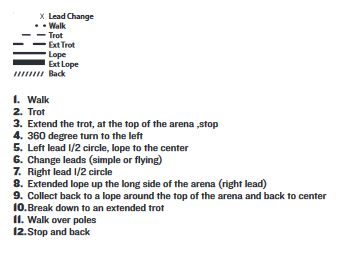 X Lead Change
Walk
Trot
Ext Trot
Lope
Ext Lope
Back
1. Walk
2. Trot
3. Extend the trot, at the top of the arena ,stop
4. 360 degree turn to the left
5. Left lead 1/2 circle, lope to the center
6. Change leads (simple or flying)
7. Right lead 1/2 circle
8. Extended lope up the long side of the arena (right lead)
9. Collect back to a lope around the top of the arena and back to center
10.Break down to an extended trot
11. Walk over poles
12.Stop and back